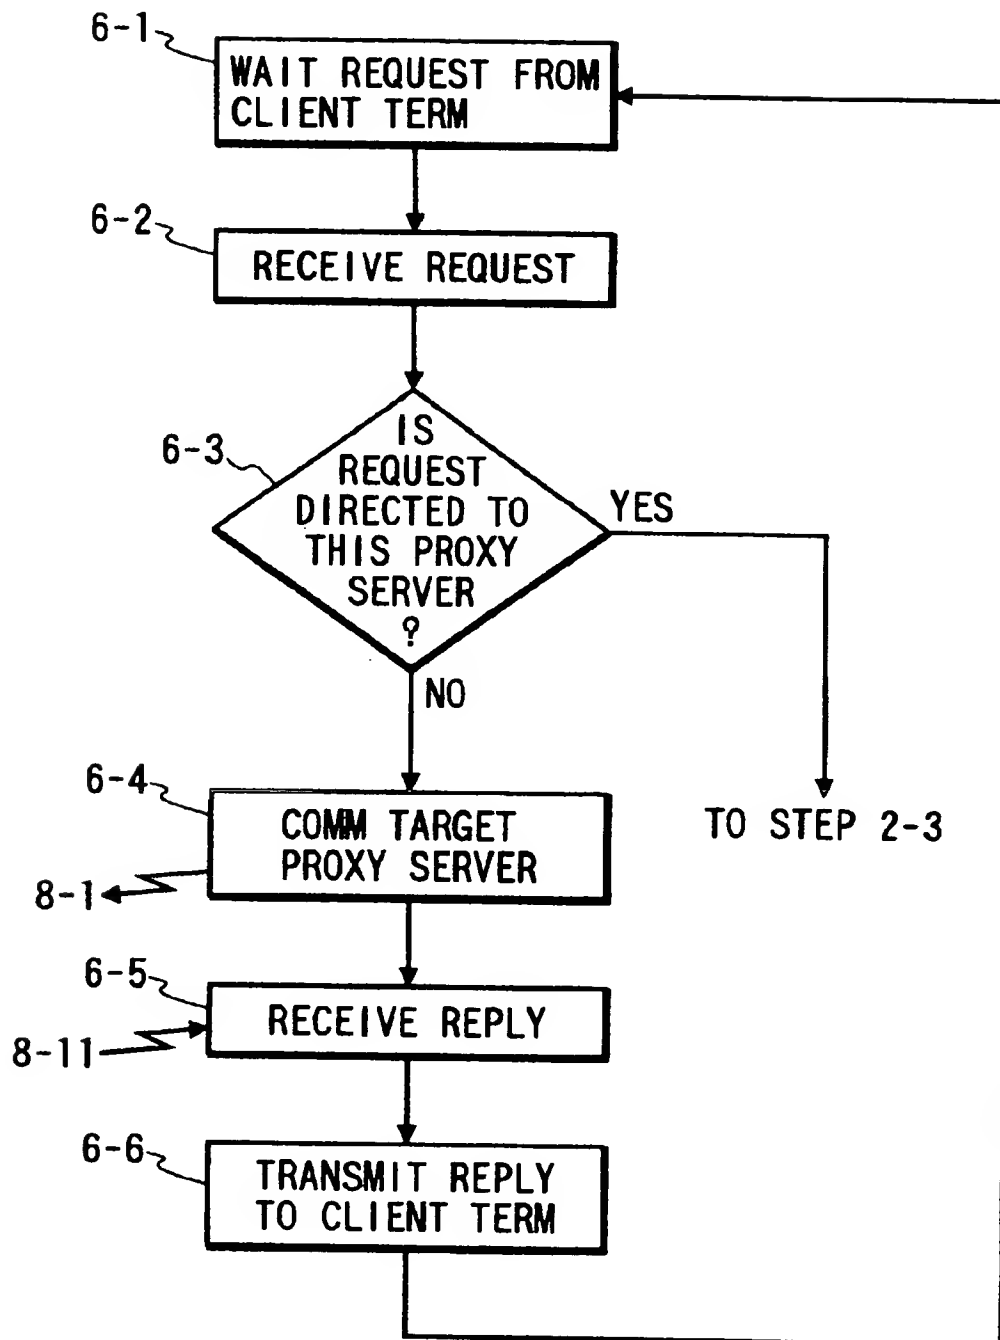 6-1
WAIT REQUEST FROM
CLIENT TERM
6-2
RECEIVE REQUEST
6-3
IS
REQUEST
DIRECTED TO
THIS PROXY
SERVER
?
YES
NO
6-4
COMM TARGET
PROXY SERVER
8-1
TO STEP 2-3
6-5
RECEIVE REPLY
8-11
6-6
TRANSMIT REPLY
TO CLIENT TERM